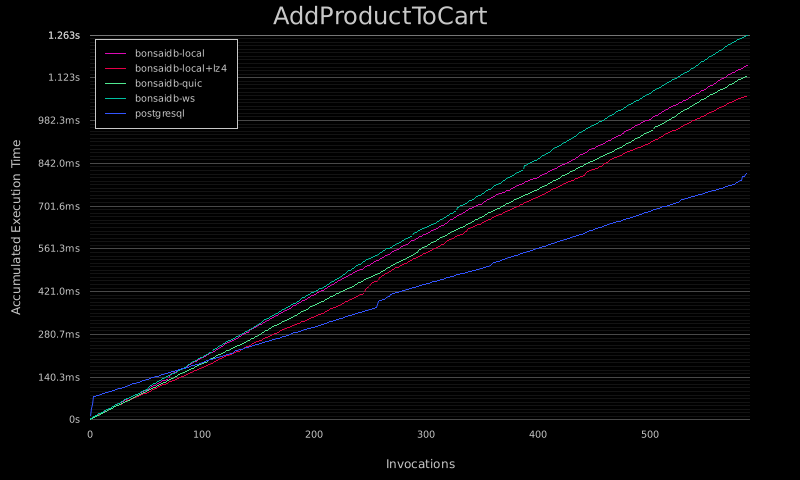 AddProductToCart
1.263s
bonsaidb-local
bonsaidb-local+lz4
1.123s
bonsaidb-quic
bonsaidb-ws
postgresql
982.3ms
842.0ms
701.6ms
561.3ms
421.0ms
280.7ms
140.3ms
0s
Accumulated Execution Time
0 100 200 300 400 500
Invocations